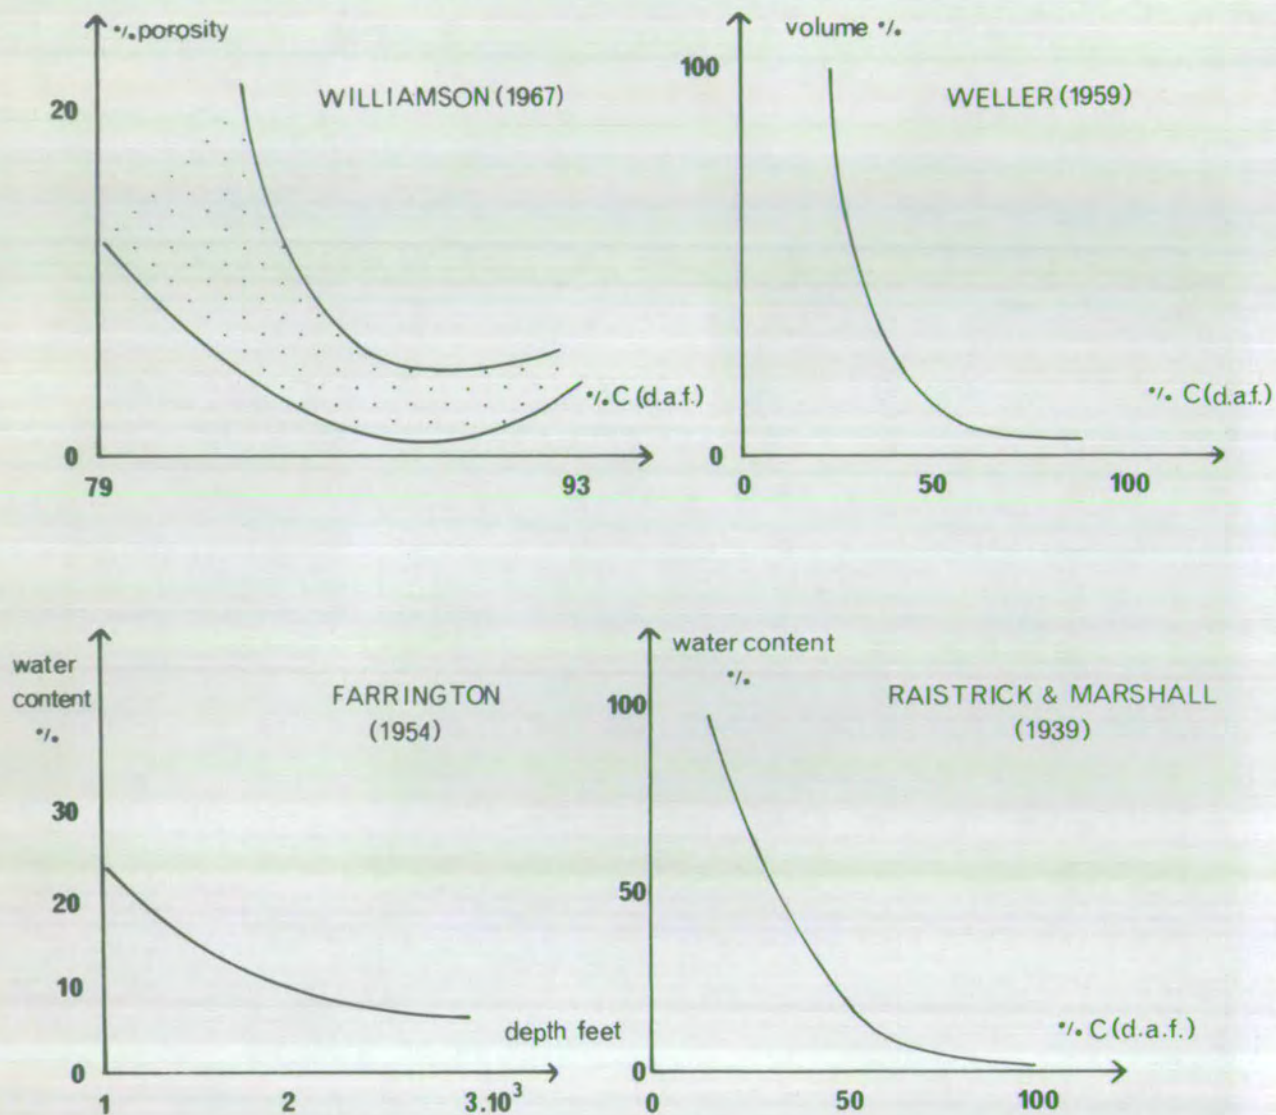 % porosity
20
WILLIAMSON (1967)
% C (d.a.f.)
0
79
93
volume %
100
WELLER (1959)
% C (d.a.f.)
0
0
50
100
water
content
%
FARRINGTON
(1954)
30
20
10
depth feet
0
1
2
3.10³
water content
%
100
RAISTRICK & MARSHALL
(1939)
50
% C (d.a.f.)
0
0
50
100